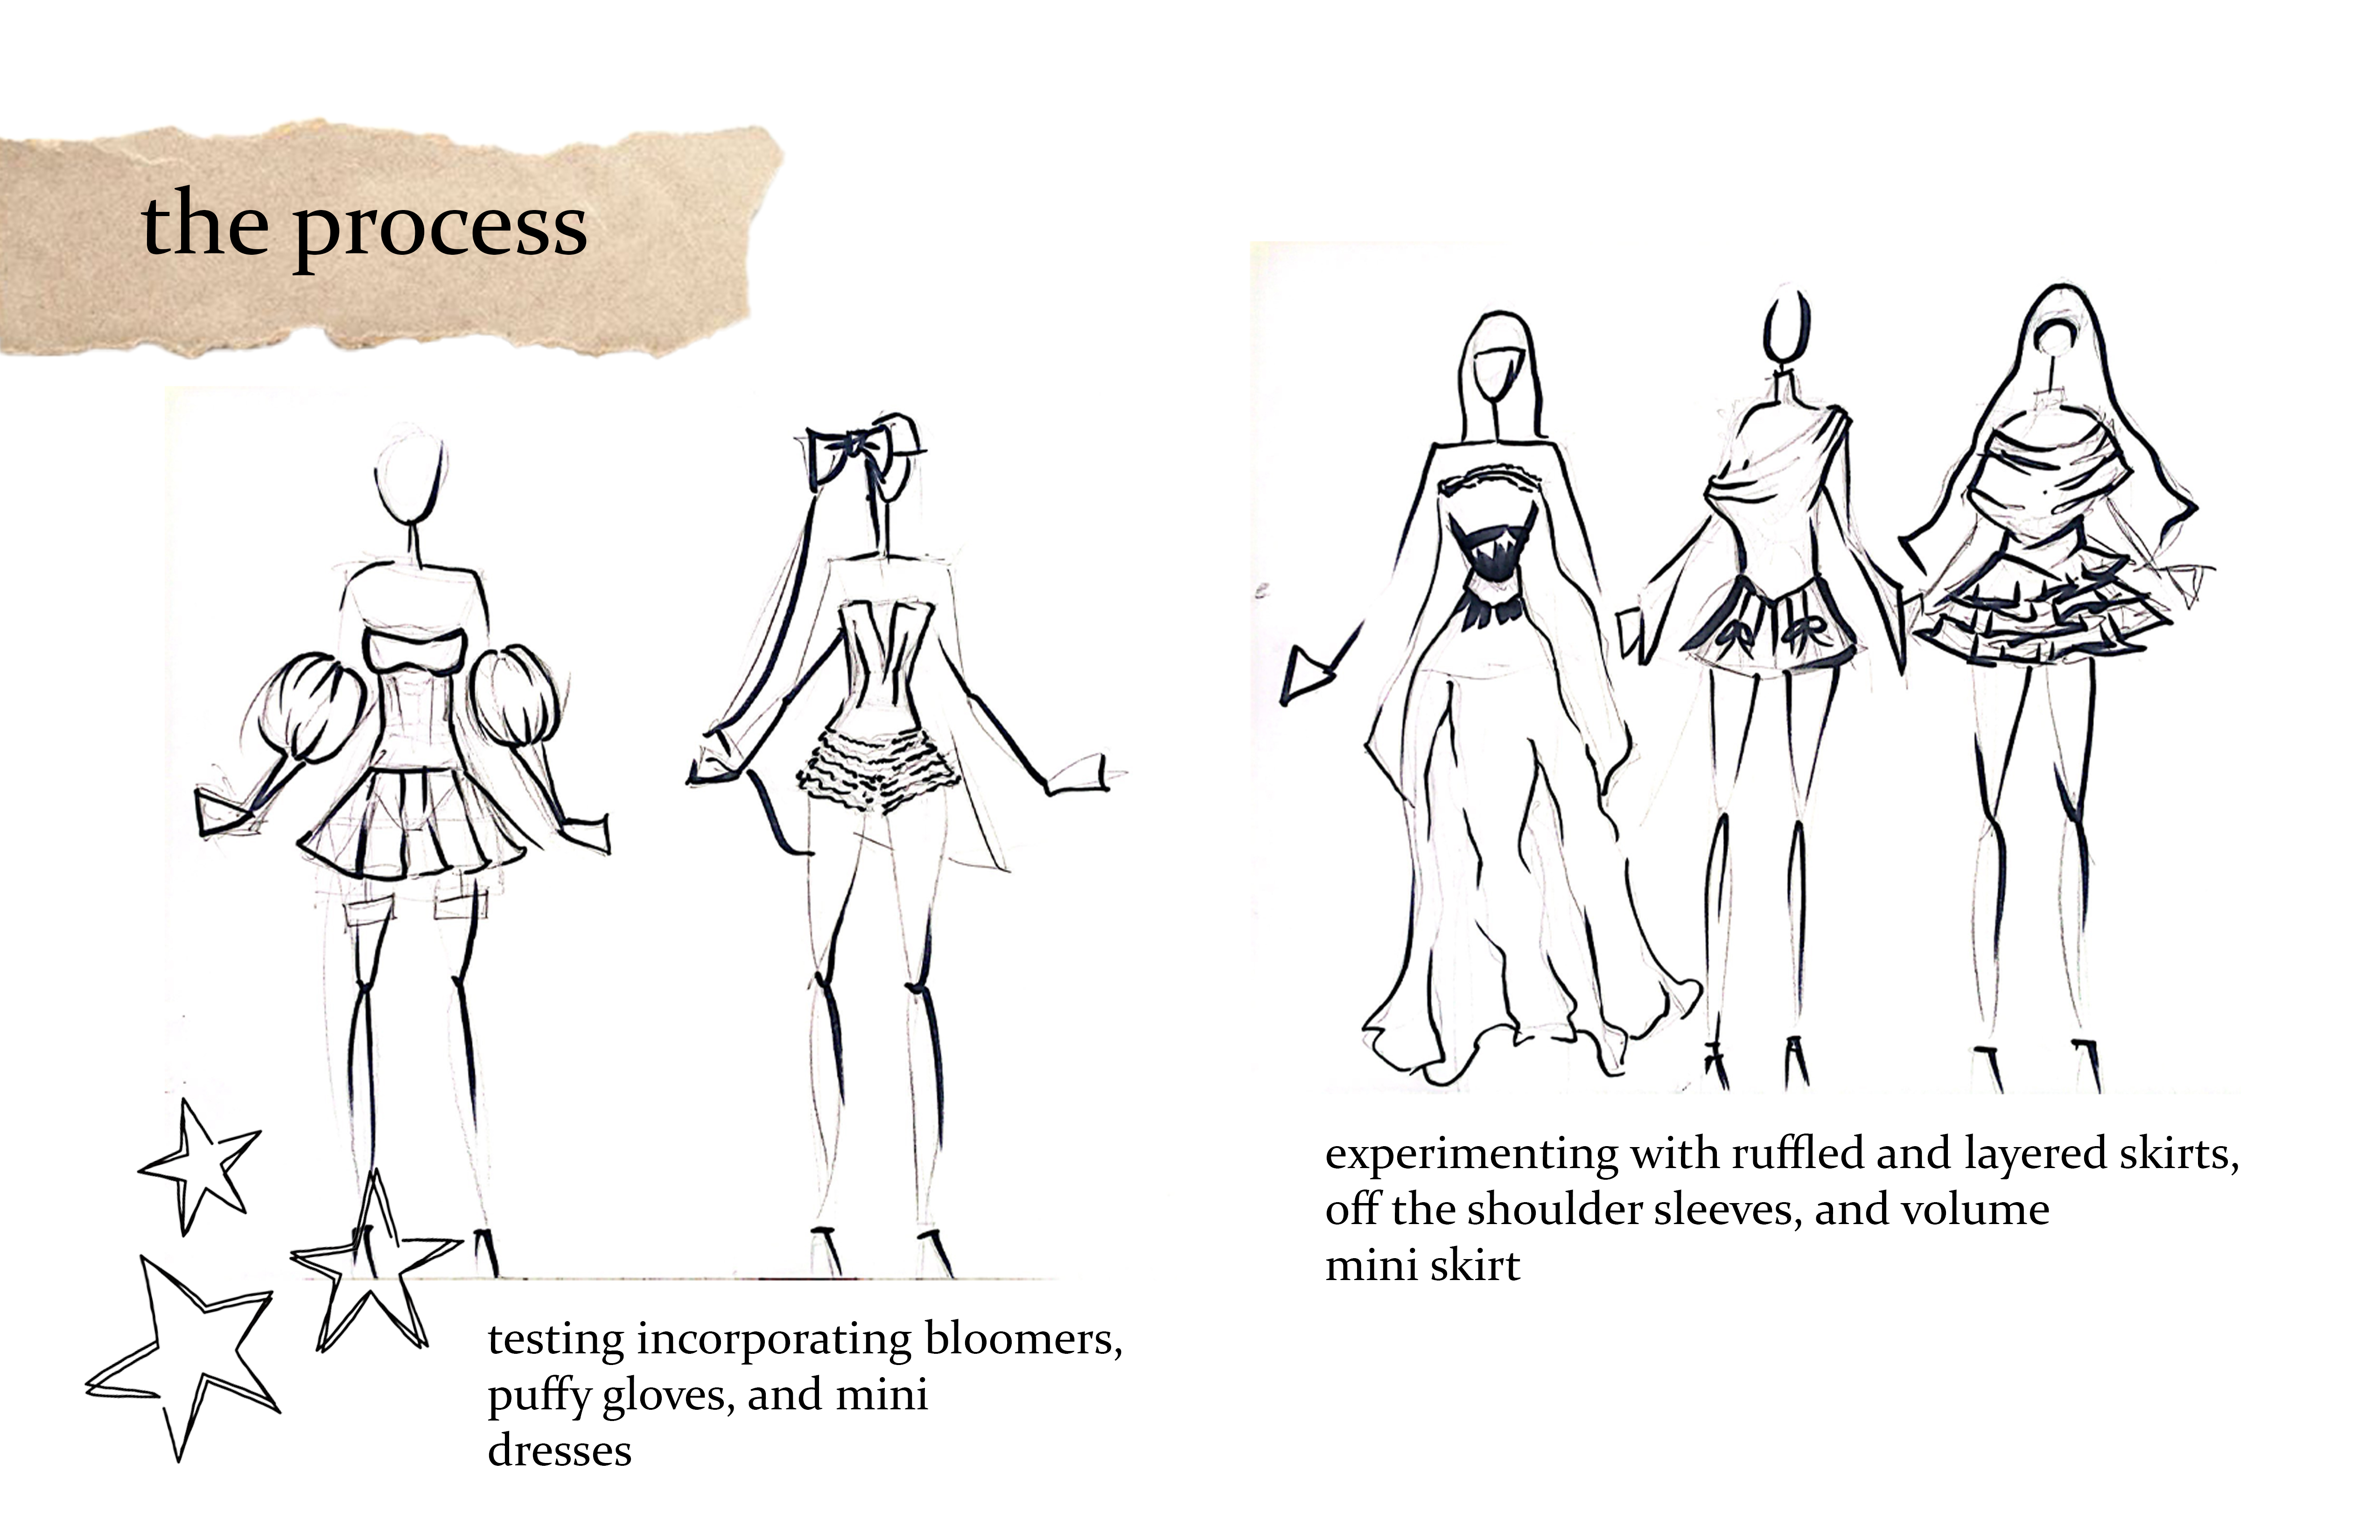 the process
testing incorporating bloomers,
puffy gloves, and mini
dresses
experimenting with ruffled and layered skirts,
off the shoulder sleeves, and volume
mini skirt